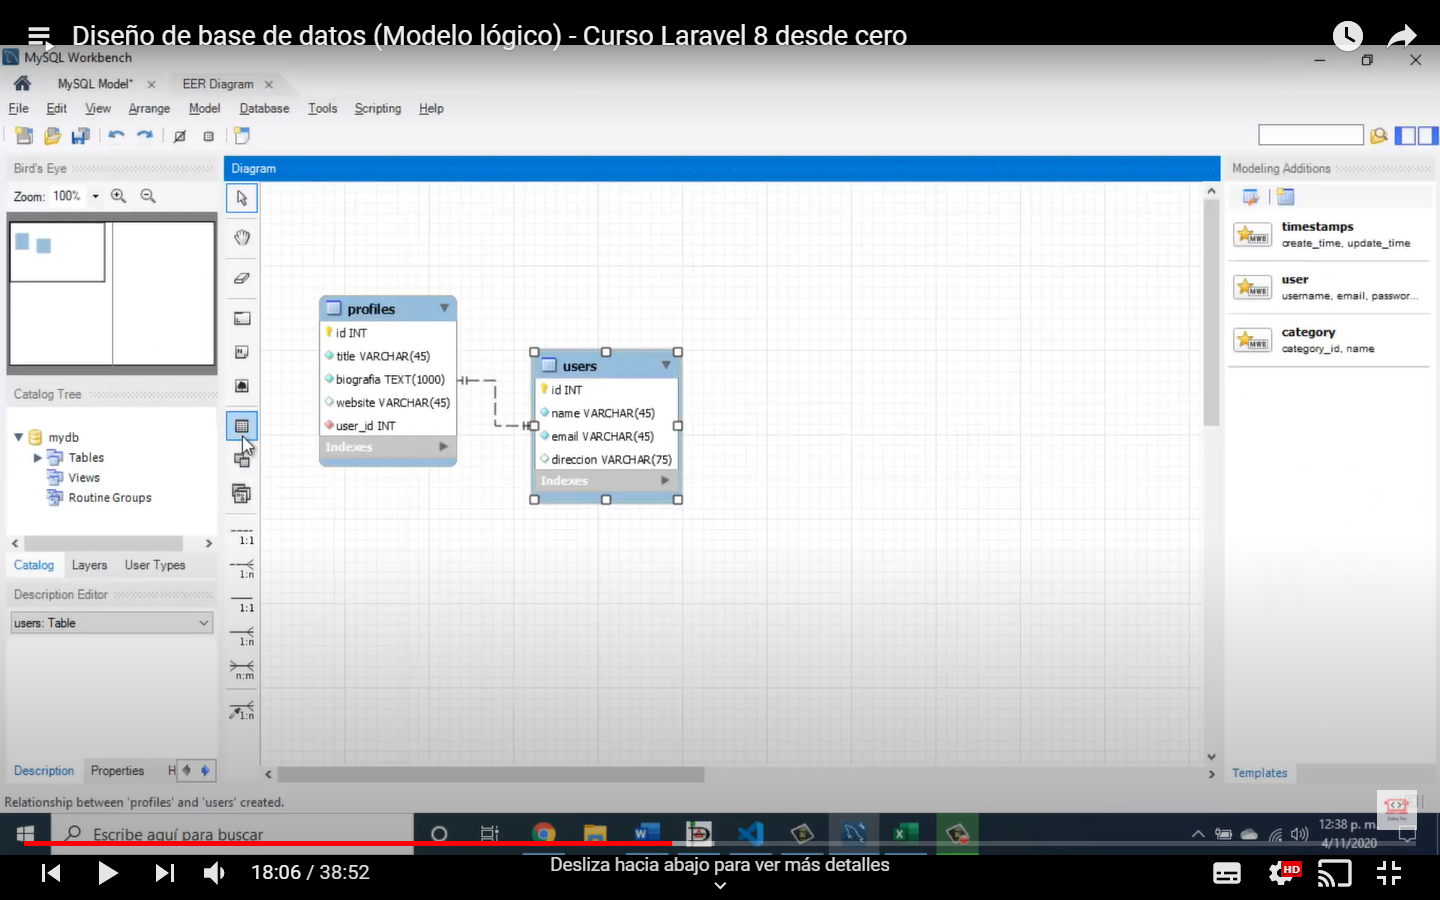 Diseño de base de datos (Modelo lógico) - Curso Laravel 8 desde cero
MySQL Workbench
MySQL Model*
EER Diagram
File Edit View Arrange Model Database Tools Scripting Help
Bird's Eye
Diagram
Modeling Additions
Zoom: 100%
timestamps
create_time, update_time
user
username, email, passwor...
category
category_id, name
profiles
id INT
title VARCHAR(45)
biografia TEXT(1000)
website VARCHAR(45)
user_id INT
Indexes
users
id INT
name VARCHAR(45)
email VARCHAR(45)
direccion VARCHAR(75)
Indexes
Catalog Tree
mydb
Tables
Views
Routine Groups
Catalog Layers User Types
Description Editor
users: Table
1:1
1:n
1:1
1:n
n:m
1:n
Description Properties H
Templates
Relationship between 'profiles' and 'users' created.
Escribe aquí para buscar
12:38 p. m.
4/11/2020
18:06 / 38:52
Desliza hacia abajo para ver más detalles
HD